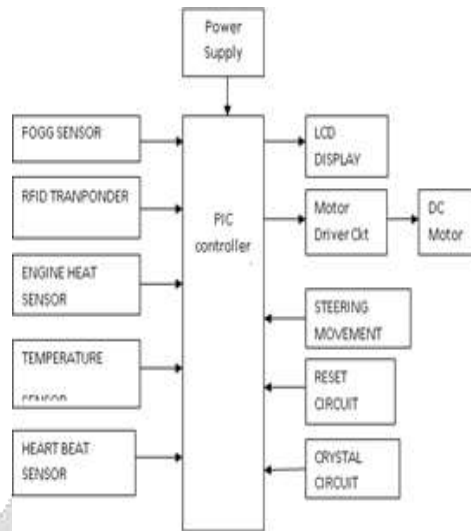 Power
Supply
FOGG SENSOR
RFID TRANPONDER
ENGINE HEAT
SENSOR
TEMPERATURE
SENSOR
HEART BEAT
SENSOR
PIC
controller
LCD
DISPLAY
Motor
Driver Ckt
DC
Motor
STEERING
MOVEMENT
RESET
CIRCUIT
CRYSTAL
CIRCUIT